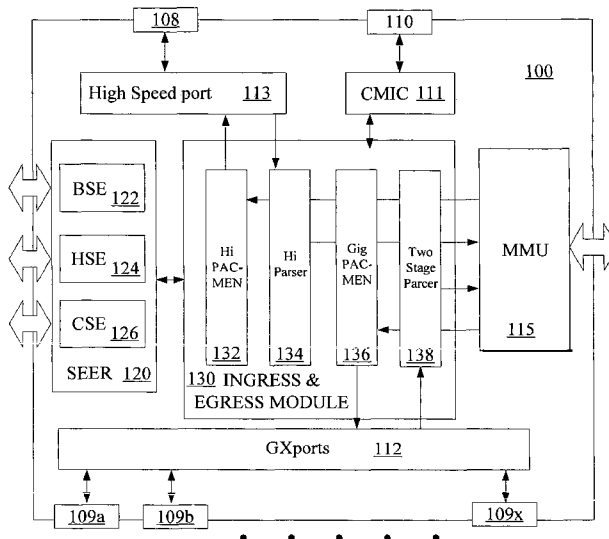 108
110
100
High Speed port 113
CMIC 111
BSE 122
HSE 124
CSE 126
SEER 120
Hi
PAC-
MEN
132
Hi
Parser
134
Gig
PAC-
MEN
136
Two
Stage
Parcer
138
130 INGRESS &
EGRESS MODULE
MMU
115
GXports 112
109a
109b
109x